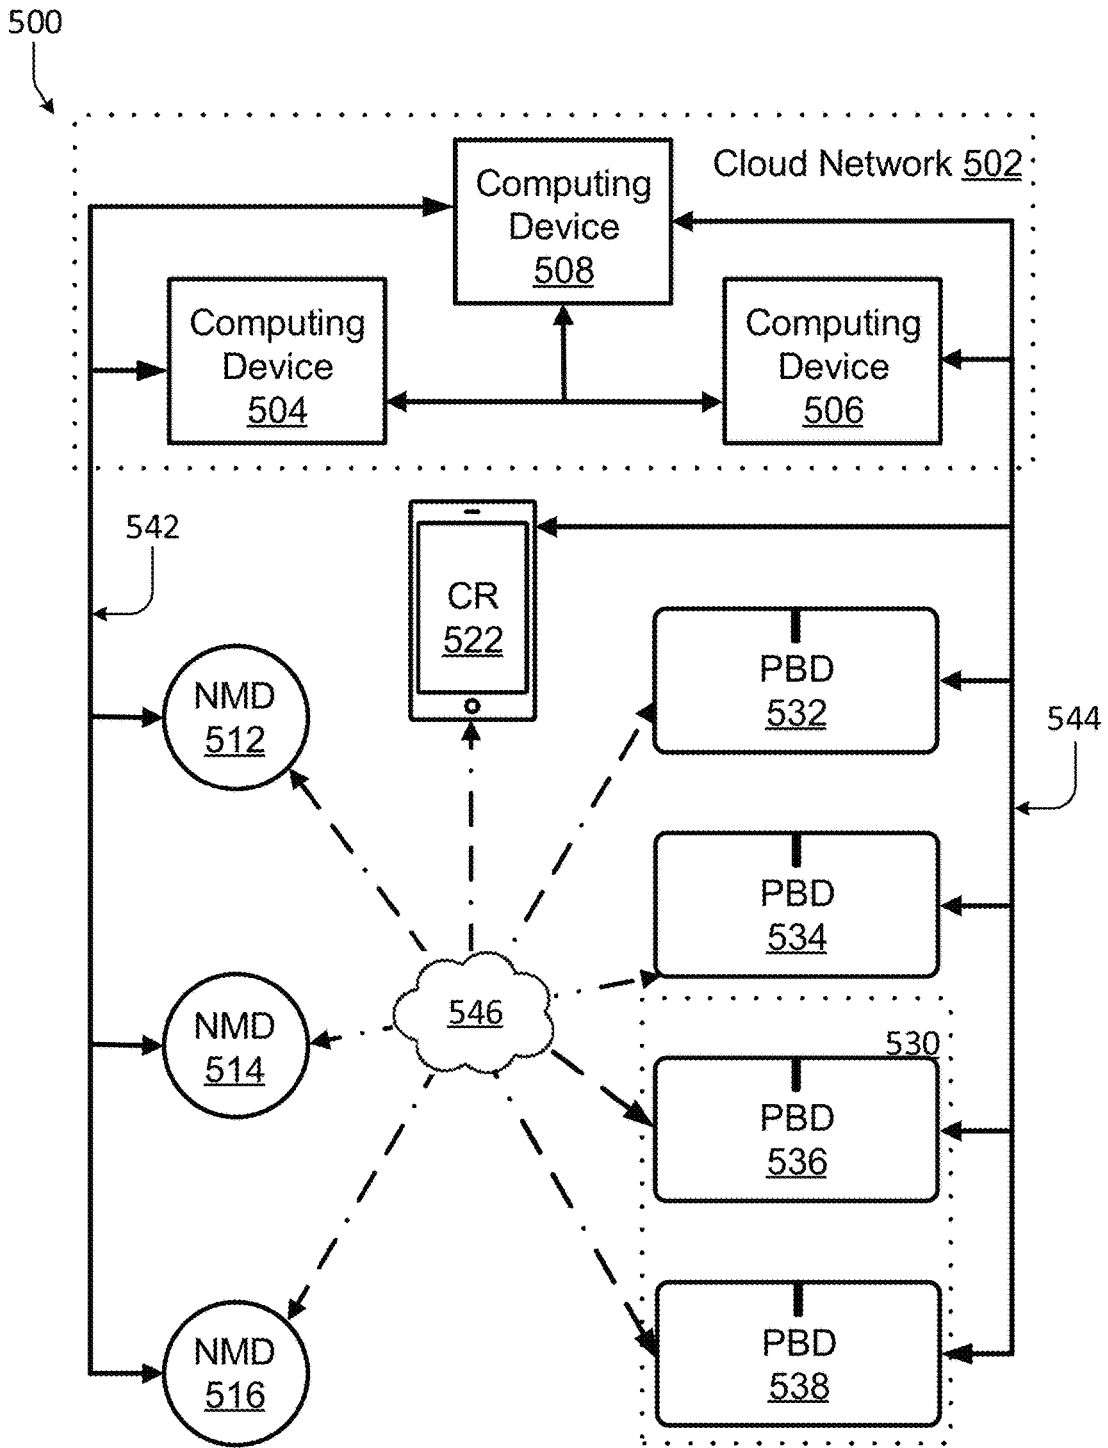 500
Cloud Network 502
Computing
Device
508
Computing
Device
504
Computing
Device
506
542
CR
522
NMD
512
PBD
532
544
PBD
534
546
NMD
514
530
PBD
536
NMD
516
PBD
538